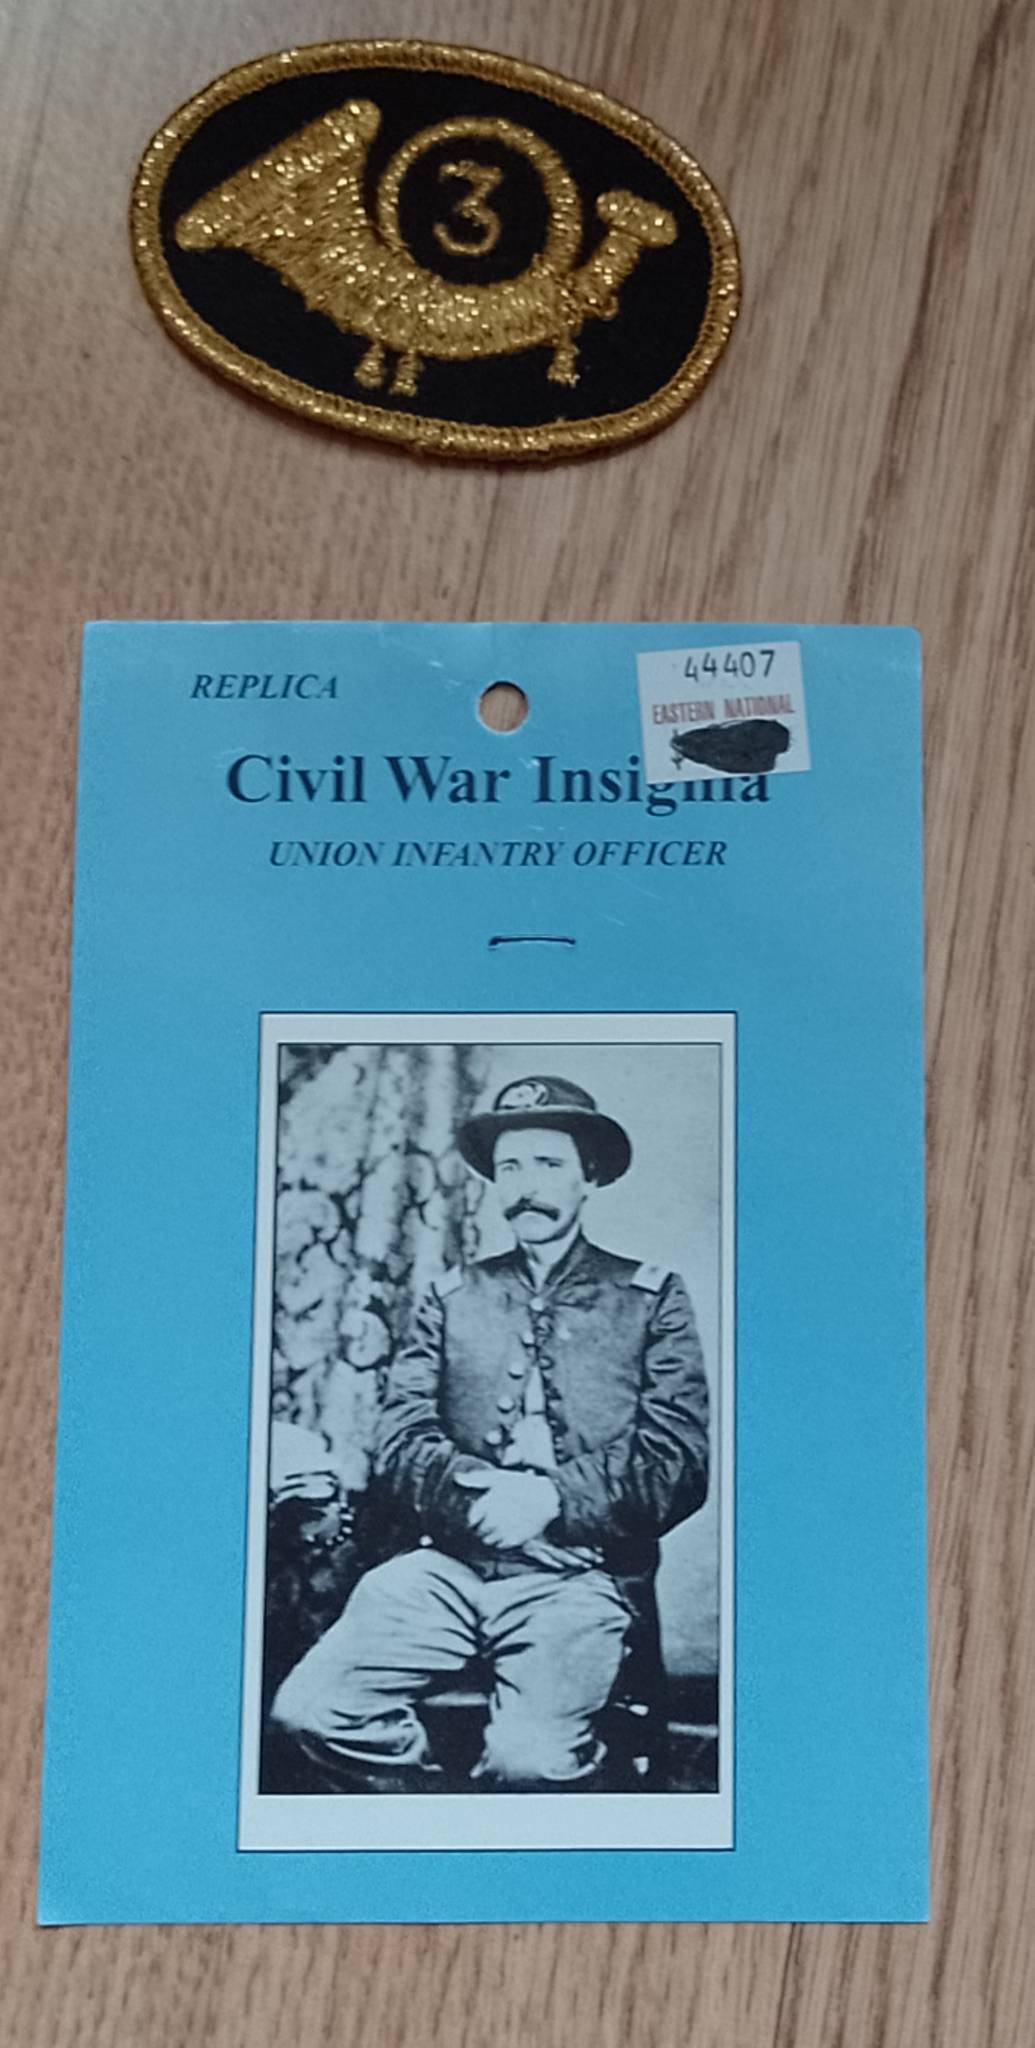 3
REPLICA
44407
EASTERN NATIONAL
Civil War Insignia
UNION INFANTRY OFFICER